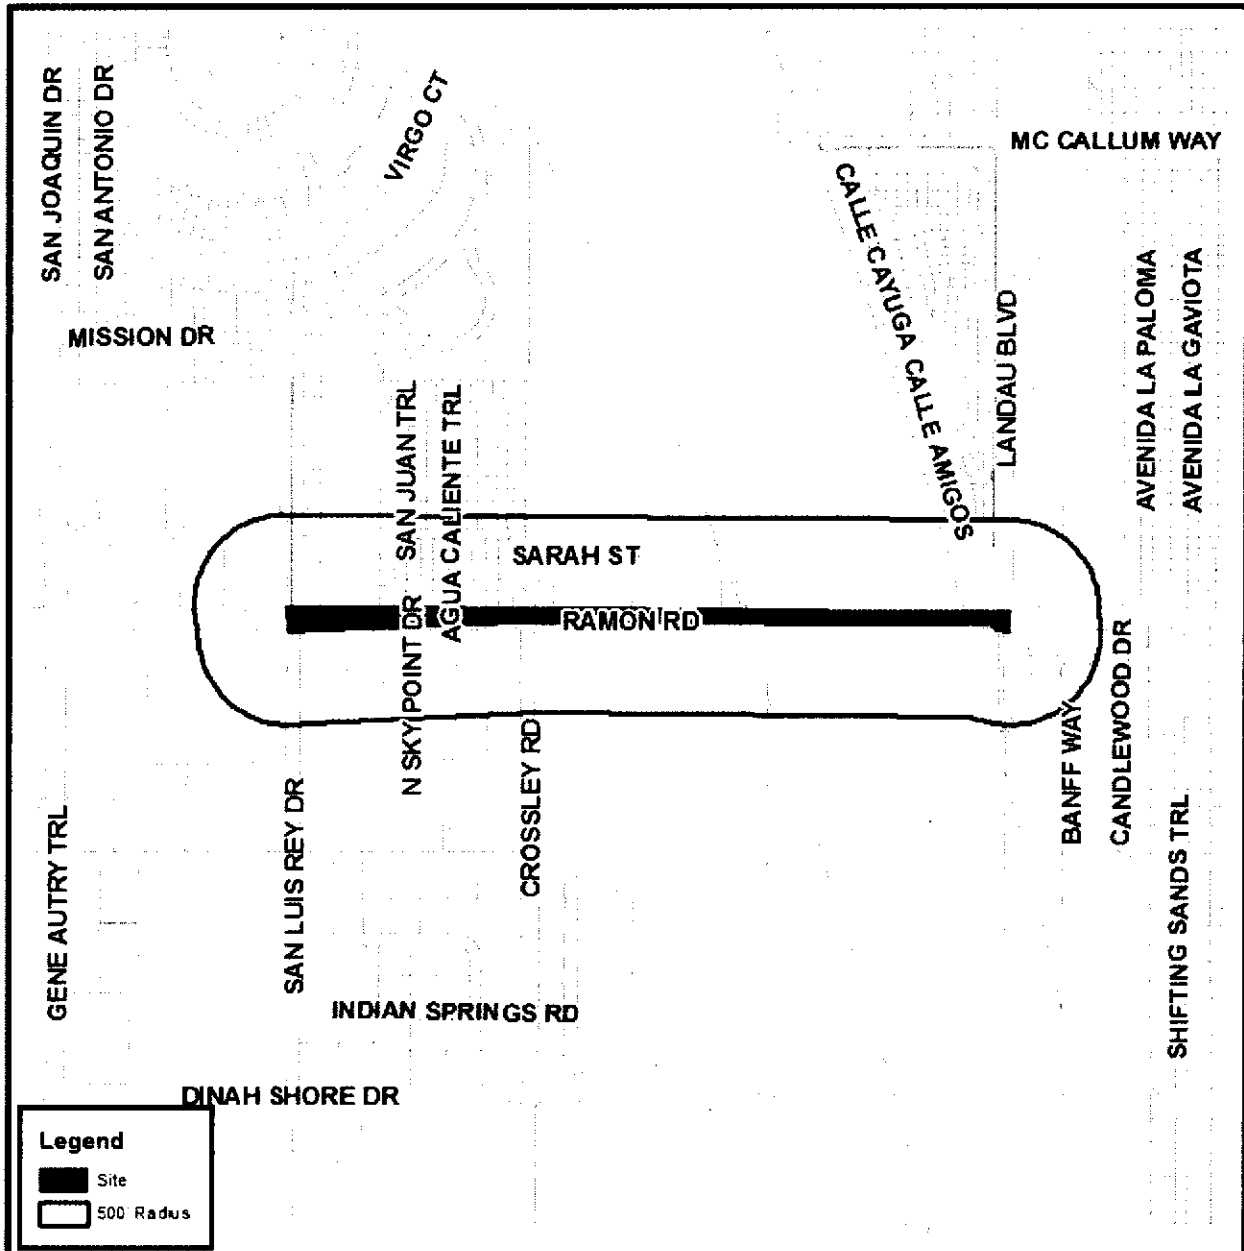 SAN JOAQUIN DR
SAN ANTONIO DR
VIRGO CT
MC CALLUM WAY
CALLE CAYUGA
CALLE AMIGOS
LANDAU BLVD
AVENIDA LA PALOMA
AVENIDA LA GAVIOTA
MISSION DR
SAN JUAN TRL
AGUA CALIENTE TRL
SARAH ST
RAMON RD
N SKY POINT DR
CROSSLEY RD
BANFF WAY
CANDLEWOOD DR
SHIFTING SANDS TRL
GENE AUTRY TRL
SAN LUIS REY DR
INDIAN SPRINGS RD
DINAH SHORE DR
Legend
Site
500 Radius